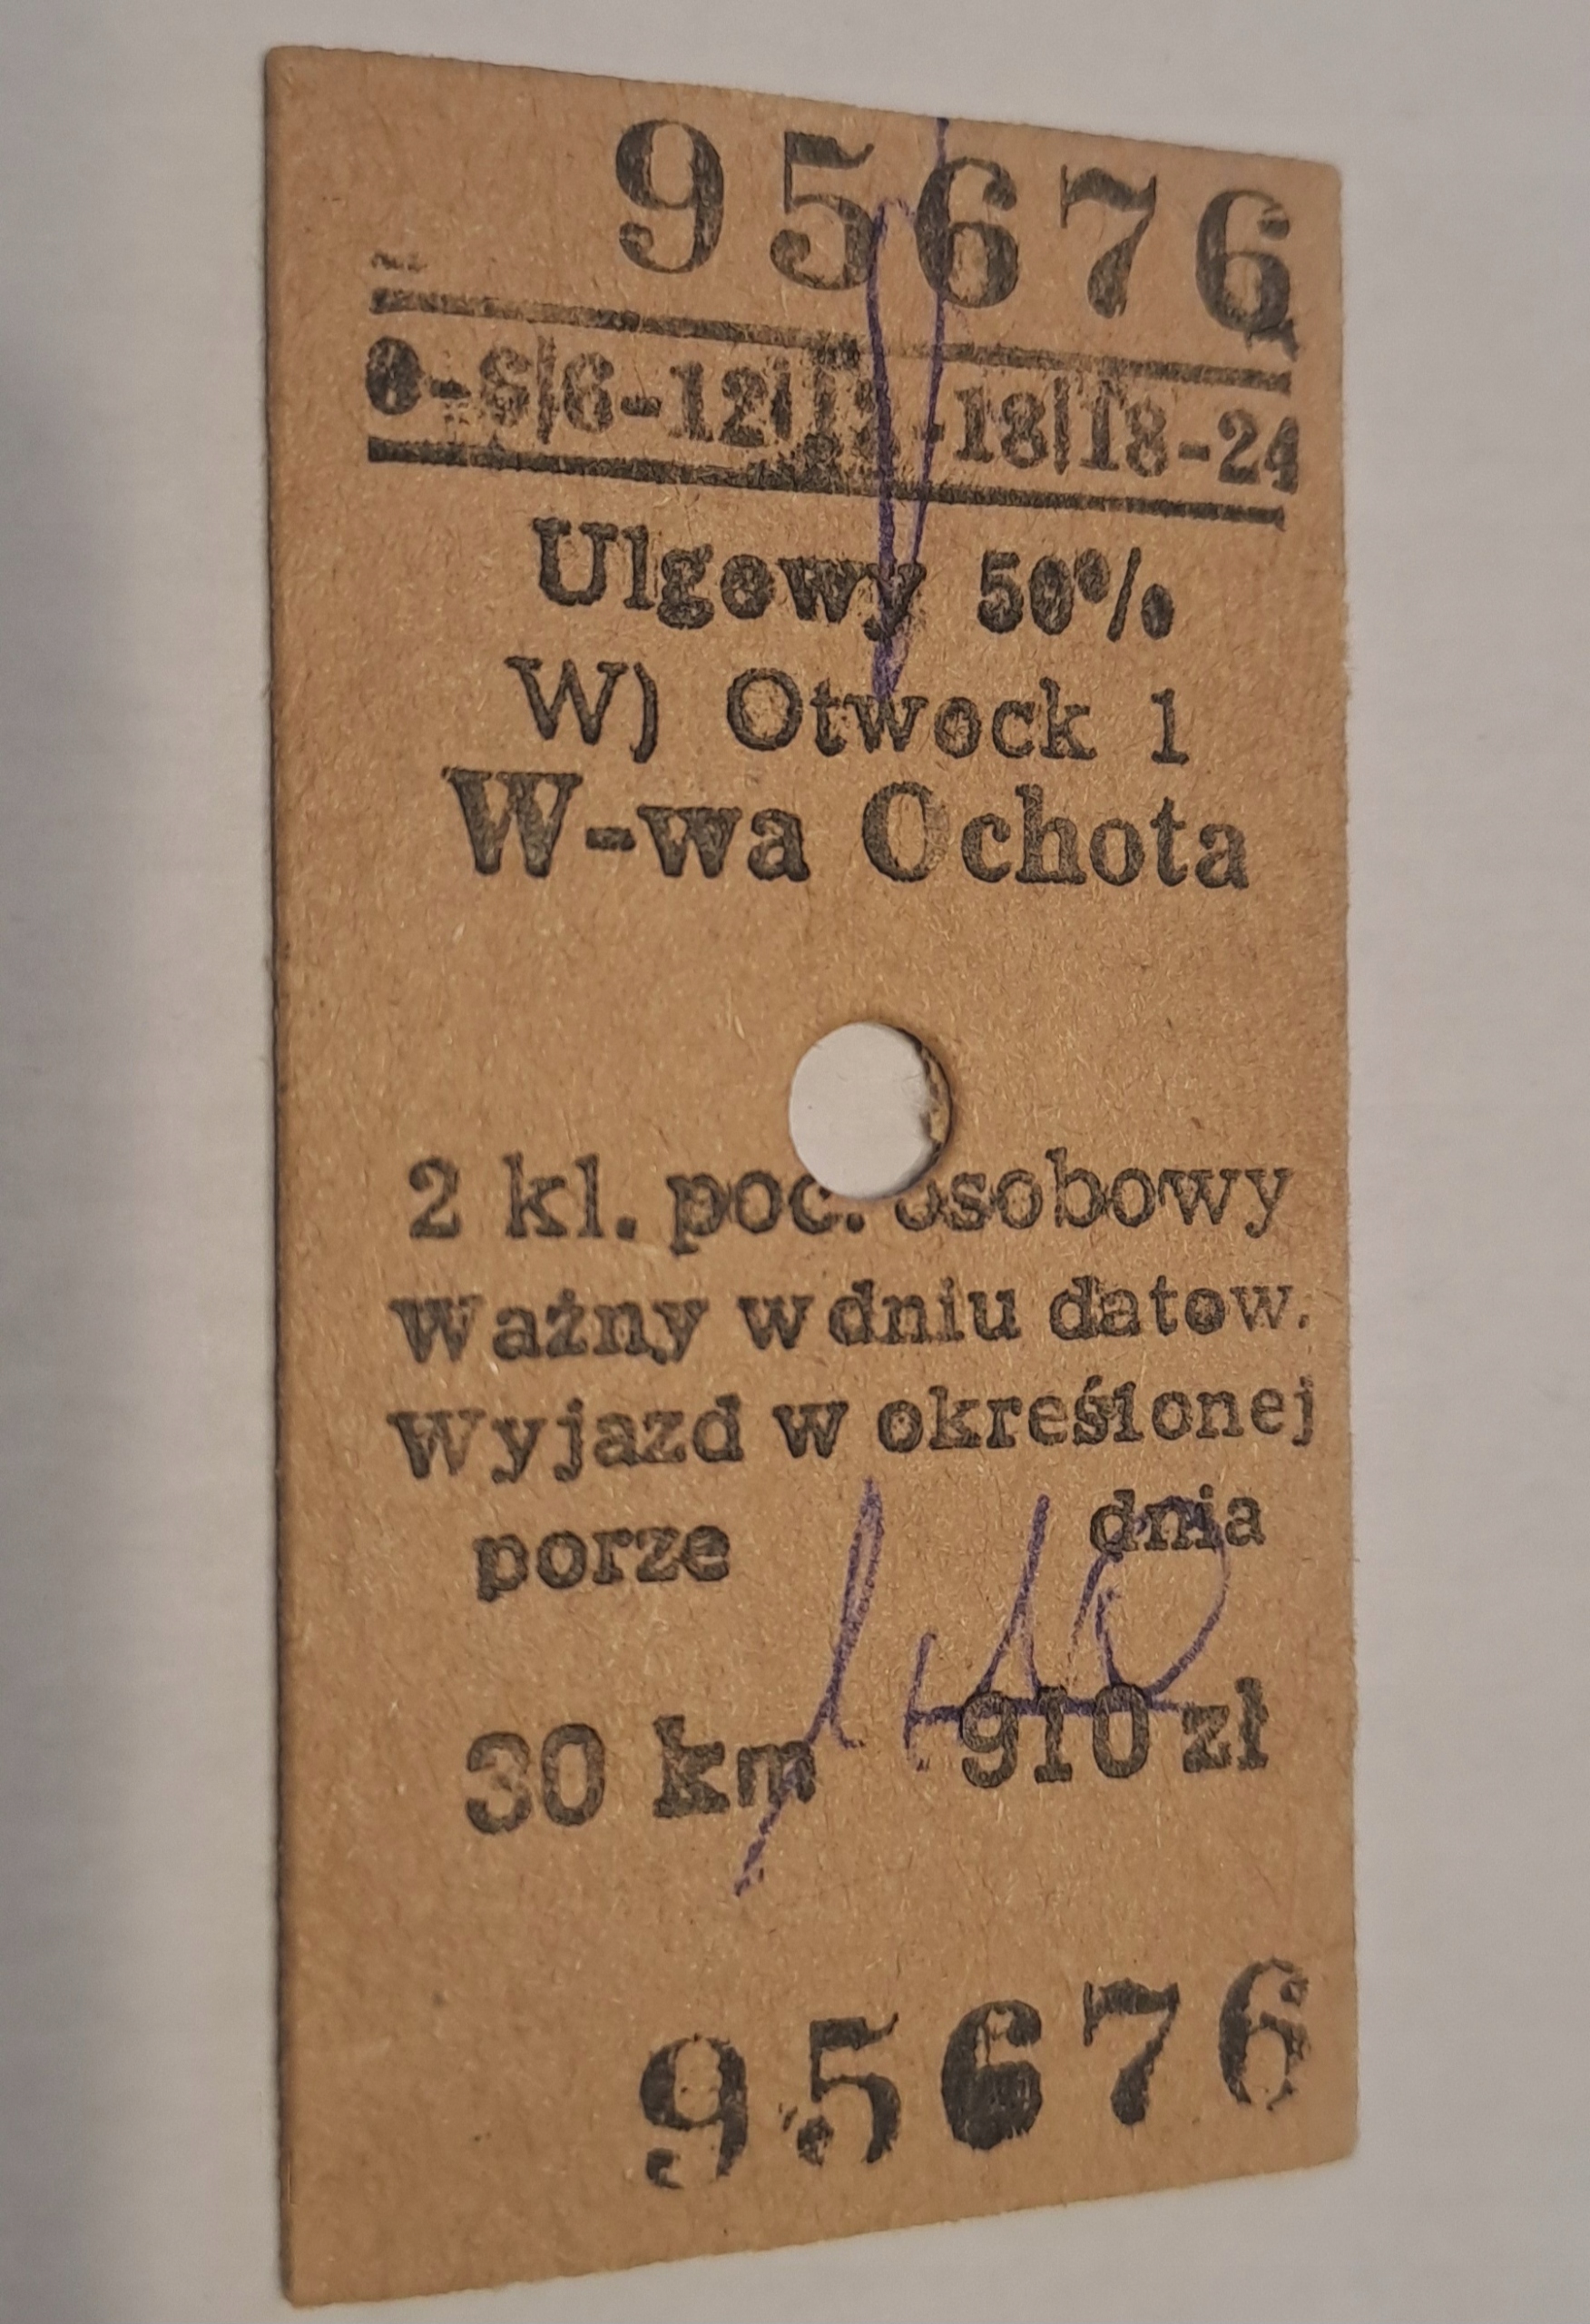 95676
0-6|6-12|12-18|18-24
Ulgowy 50%
W) Otwock 1
W-wa Ochota
2 kl. poc. osobowy
Ważny w dniu datow.
Wyjazd w określonej
porze dnia
30 km 910 zł
95676